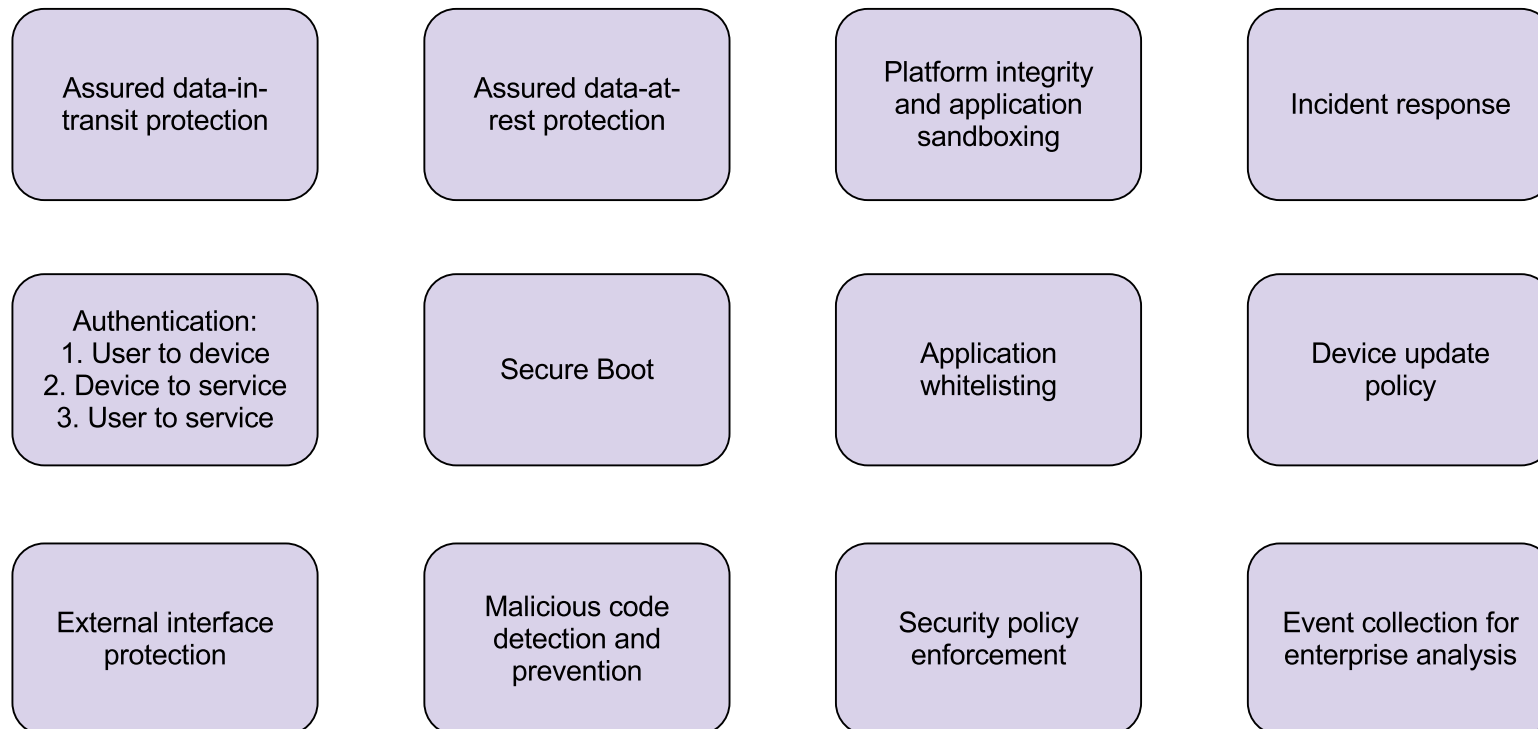 Assured data-in-
transit protection
Assured data-at-
rest protection
Platform integrity
and application
sandboxing
Incident response
Authentication:
1. User to device
2. Device to service
3. User to service
Secure Boot
Application
whitelisting
Device update
policy
External interface
protection
Malicious code
detection and
prevention
Security policy
enforcement
Event collection for
enterprise analysis